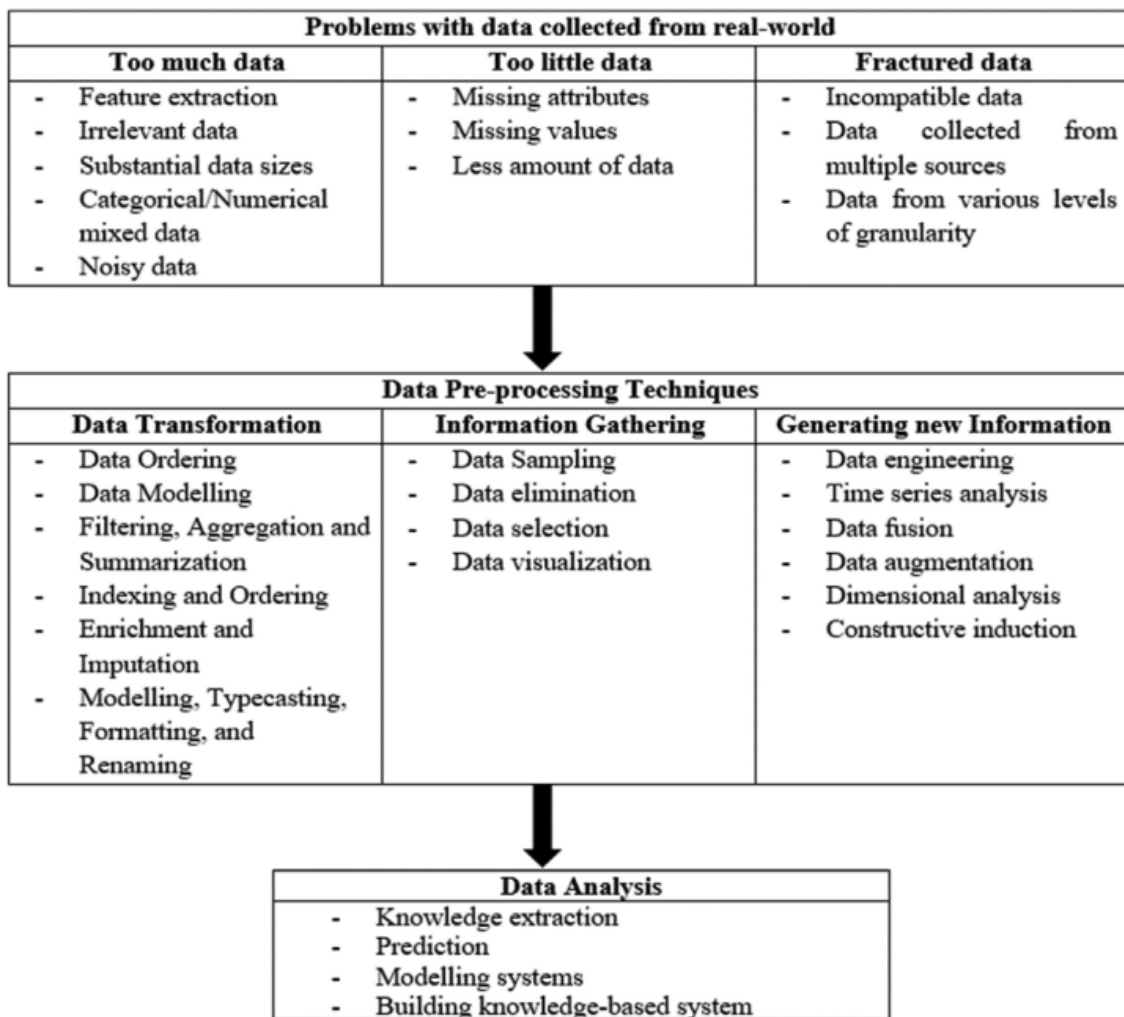 Problems with data collected from real-world
Too much data
- Feature extraction
- Irrelevant data
- Substantial data sizes
- Categorical/Numerical
mixed data
- Noisy data
Too little data
- Missing attributes
- Missing values
- Less amount of data
Fractured data
- Incompatible data
- Data collected from
multiple sources
- Data from various levels
of granularity
Data Pre-processing Techniques
Data Transformation
- Data Ordering
- Data Modelling
- Filtering, Aggregation and
Summarization
- Indexing and Ordering
- Enrichment and
Imputation
- Modelling, Typecasting,
Formatting, and
Renaming
Information Gathering
- Data Sampling
- Data elimination
- Data selection
- Data visualization
Generating new Information
- Data engineering
- Time series analysis
- Data fusion
- Data augmentation
- Dimensional analysis
- Constructive induction
Data Analysis
- Knowledge extraction
- Prediction
- Modelling systems
- Building knowledge-based system